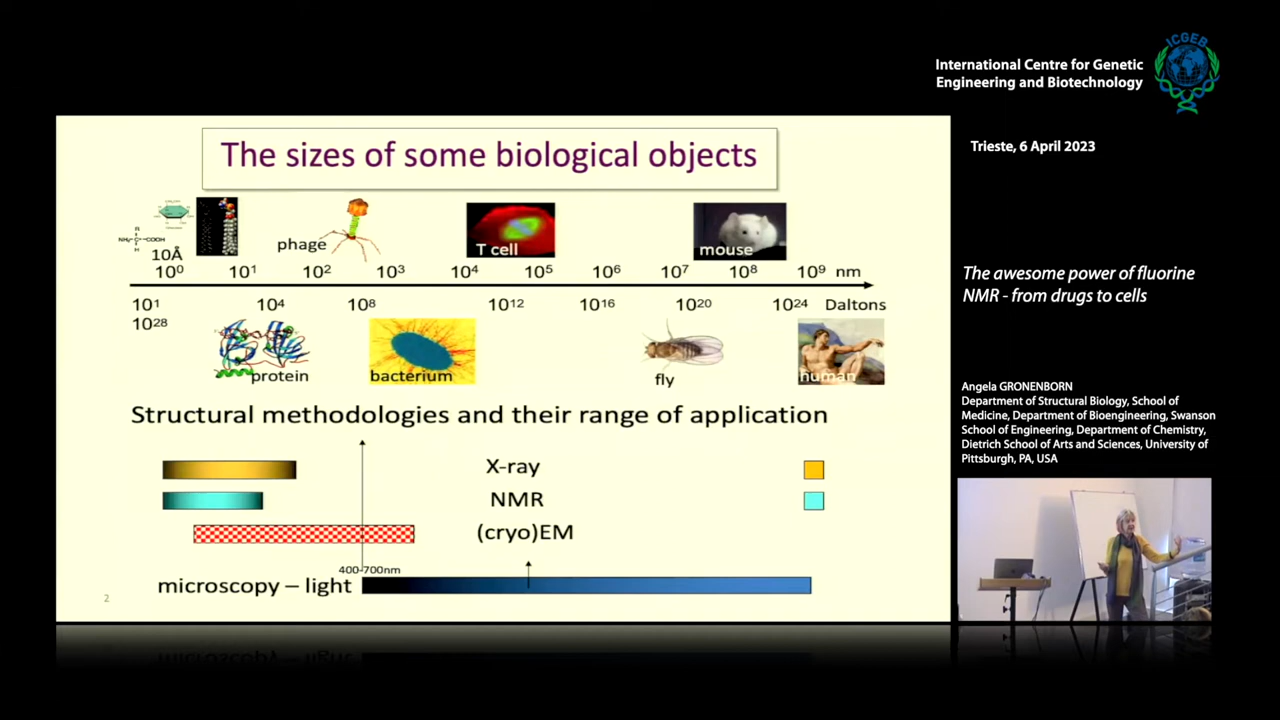 International Centre for Genetic
Engineering and Biotechnology
ICGEB
Trieste, 6 April 2023
The awesome power of fluorine
NMR - from drugs to cells
Angela GRONENBORN
Department of Structural Biology, School of
Medicine, Department of Bioengineering, Swanson
School of Engineering, Department of Chemistry,
Dietrich School of Arts and Sciences, University of
Pittsburgh, PA, USA
The sizes of some biological objects
10Å
phage
T cell
mouse
10⁰ 10¹ 10² 10³ 10⁴ 10⁵ 10⁶ 10⁷ 10⁸ 10⁹ nm
10¹ 10⁴ 10⁸ 10¹² 10¹⁶ 10²⁰ 10²⁴ Daltons
10²⁸
protein
bacterium
fly
human
Structural methodologies and their range of application
X-ray
NMR
(cryo)EM
400-700nm
microscopy – light
2